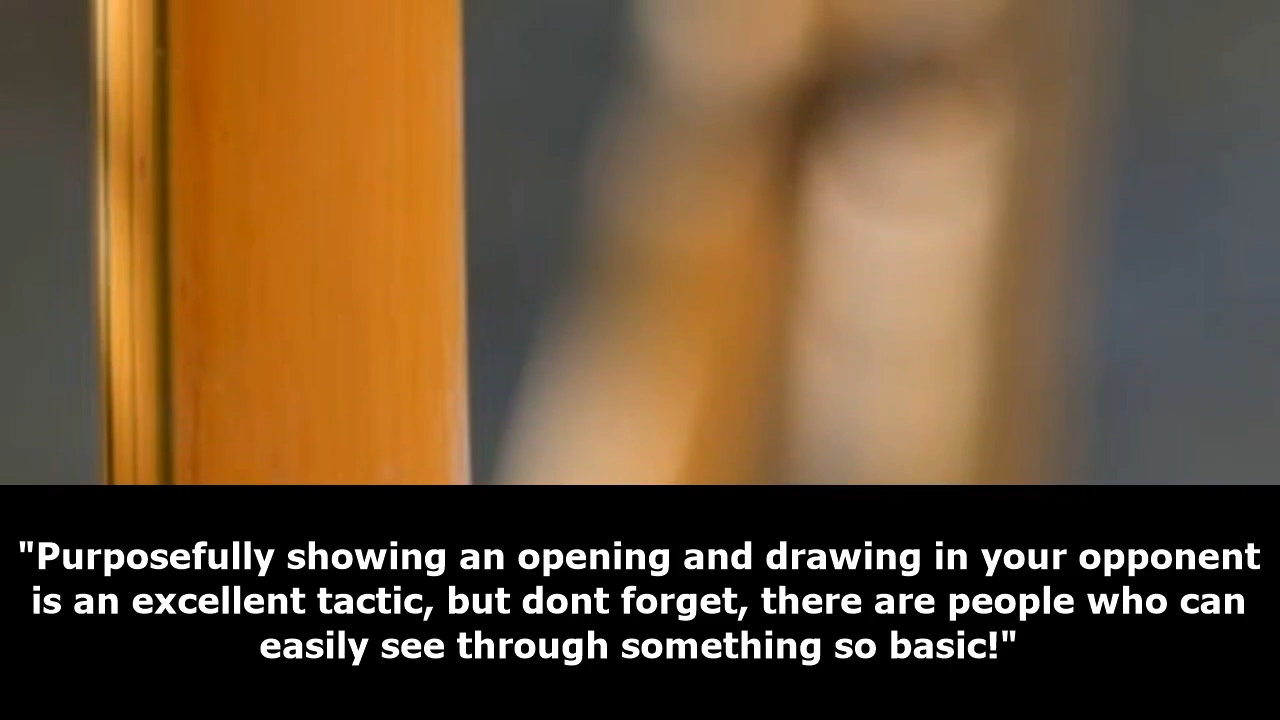 "Purposefully showing an opening and drawing in your opponent
is an excellent tactic, but dont forget, there are people who can
easily see through something so basic!"